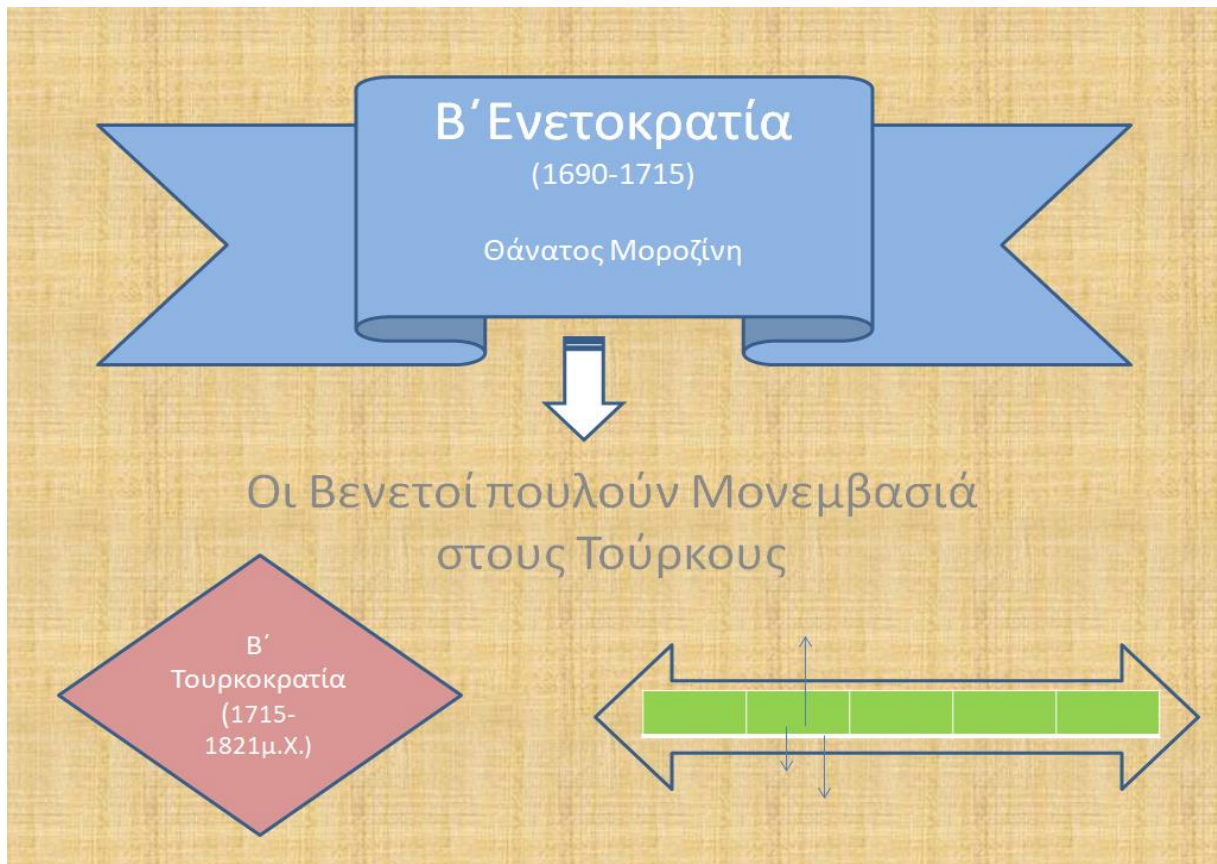 Β΄Ενετοκρατία
(1690-1715)
Θάνατος Μοροζίνη
Οι Βενετοί πουλούν Μονεμβασιά
στους Τούρκους
Β΄
Τουρκοκρατία
(1715-
1821μ.Χ.)